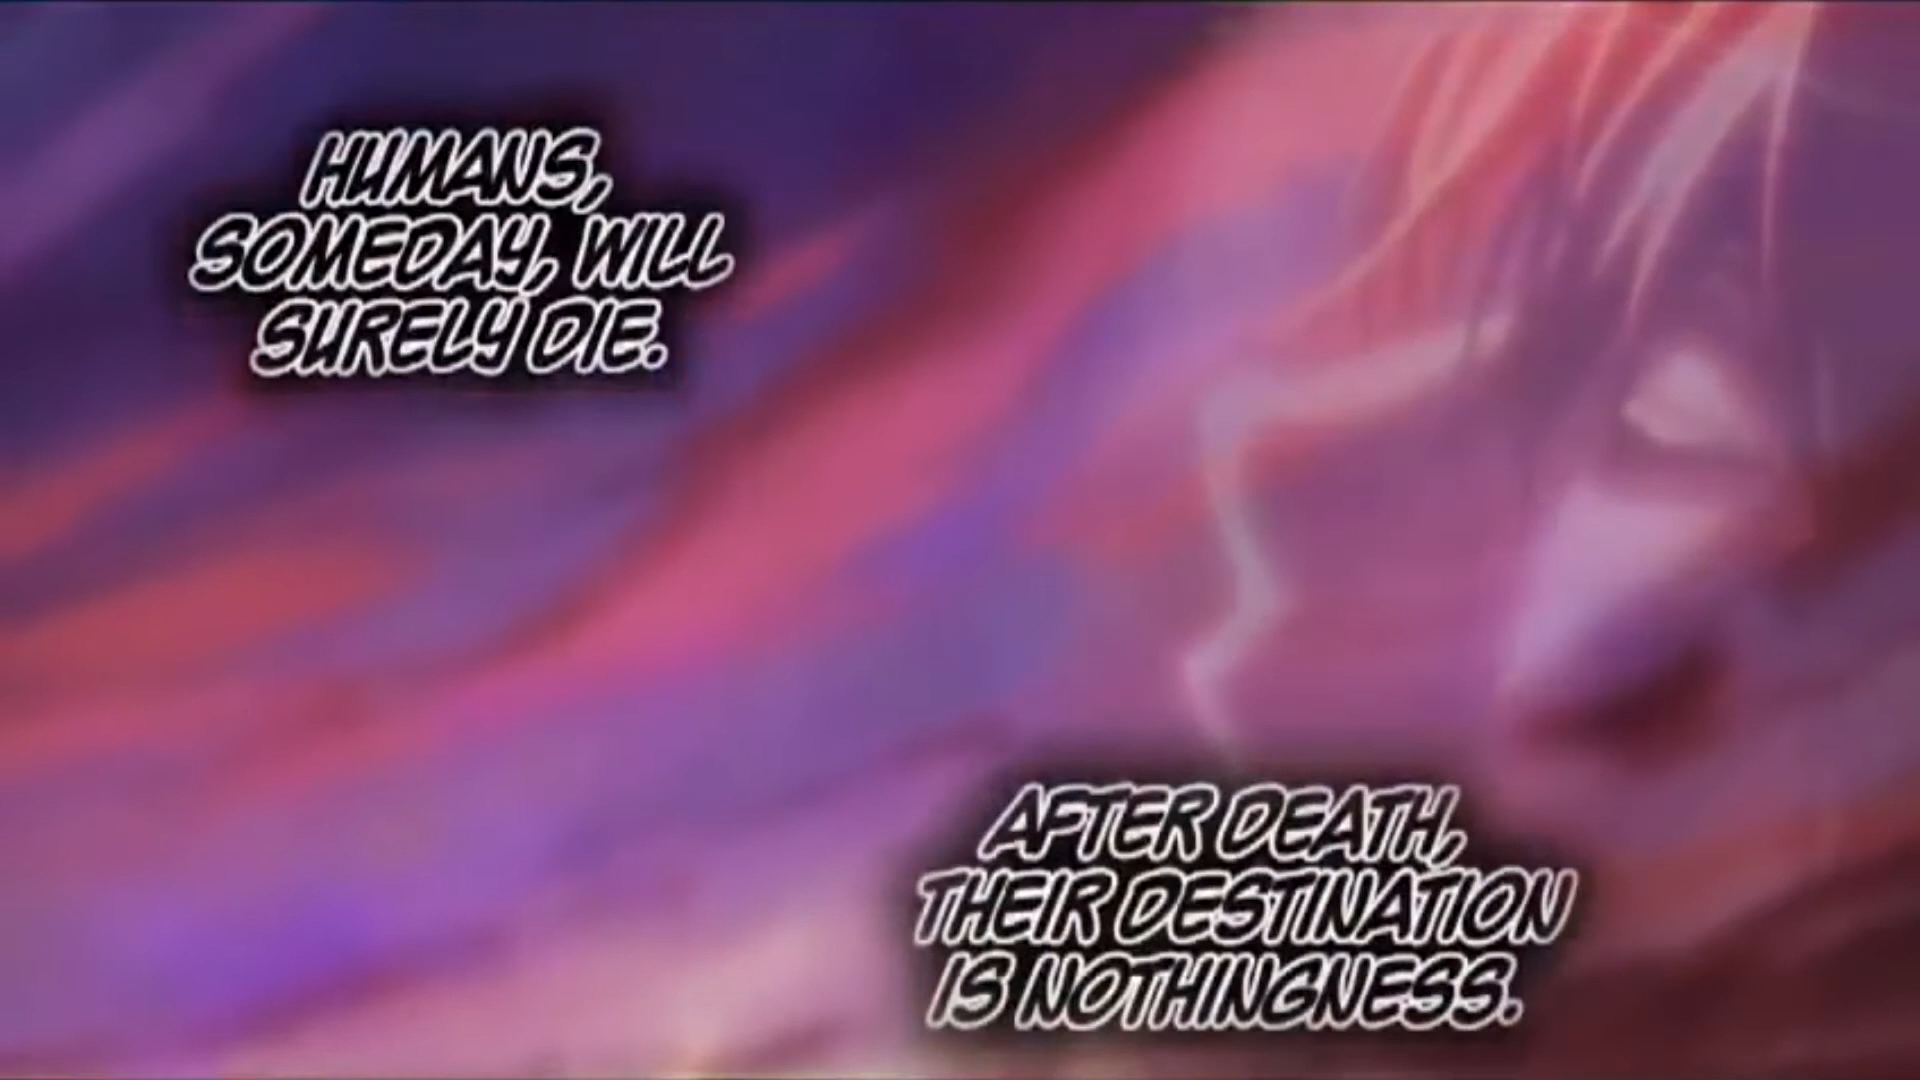 HUMANS,
SOMEDAY, WILL
SURELY DIE.
AFTER DEATH,
THEIR DESTINATION
IS NOTHINGNESS.